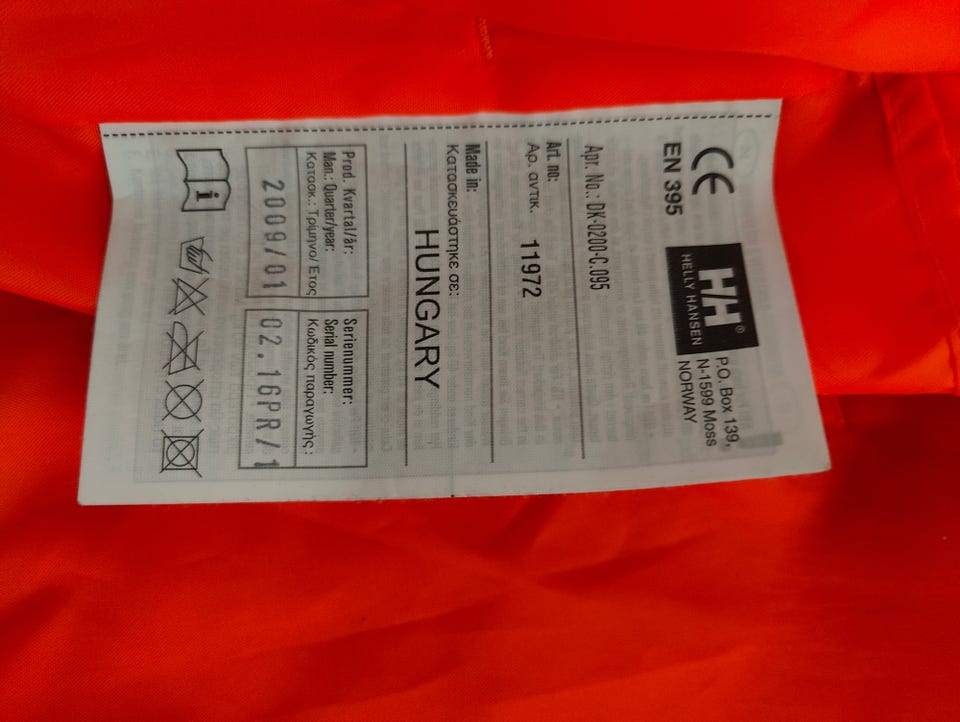 CE
EN 395
HH®
HELLY HANSEN
P.O. Box 139,
N-1599 Moss
NORWAY
Apr. No.: DK-0200-C.095
Art. no:
Αρ. αντικ. 11972
Made in:
Κατασκευάστηκε σε:
HUNGARY
Prod. Kvartal/år:
Man.: Quarter/year:
Κατασκ.: Τρίμηνο/Έτος
2009/01
Serienummer:
Serial number:
Κωδικός παραγωγής:
02.16PR/1
i